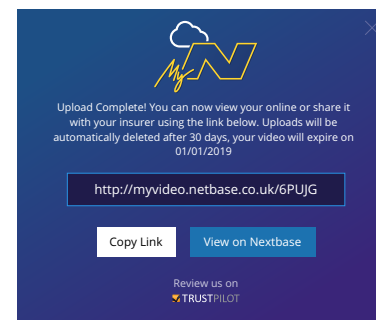 My N
Upload Complete! You can now view your online or share it
with your insurer using the link below. Uploads will be
automatically deleted after 30 days, your video will expire on
01/01/2019
http://myvideo.netbase.co.uk/6PUJG
Copy Link
View on Nextbase
Review us on
TRUSTPILOT